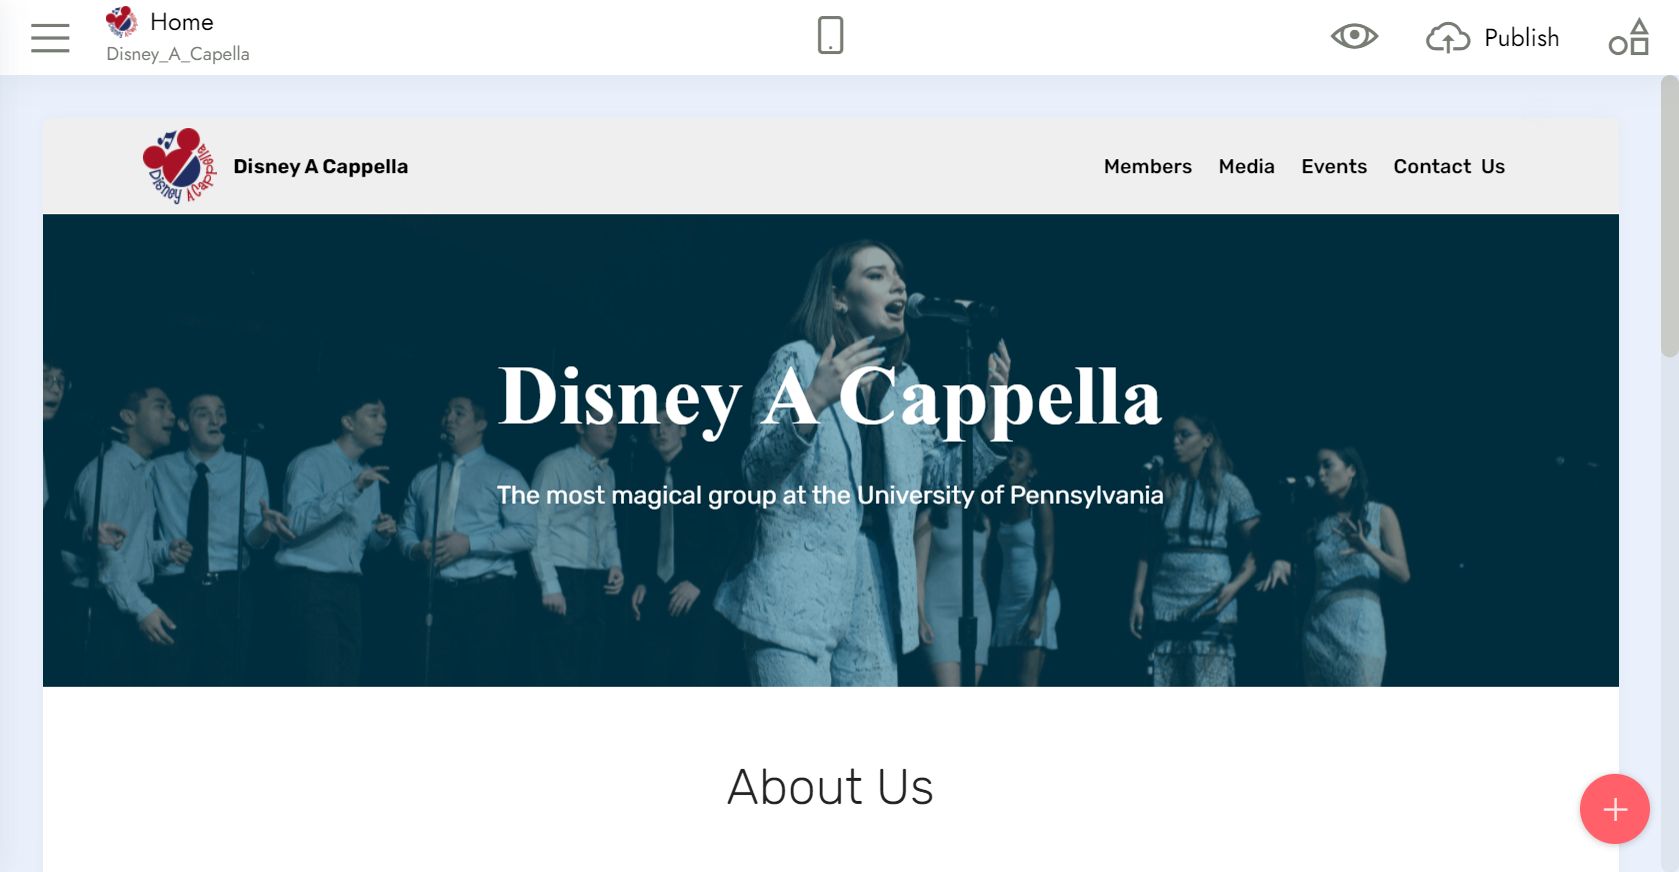 Home
Disney_A_Capella
Publish
Disney A Cappella
Disney A Cappella
Members Media Events Contact Us
Disney A Cappella
The most magical group at the University of Pennsylvania
About Us